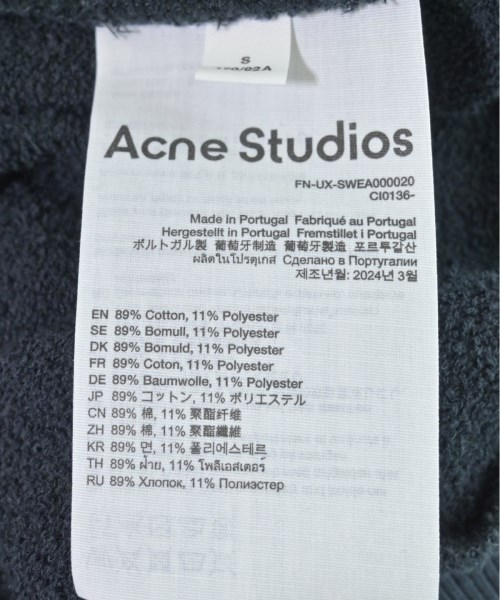 S
Acne Studios
FN-UX-SWEA000020
CI0136-
Made in Portugal Fabriqué au Portugal
Hergestellt in Portugal Fremstillet i Portugal
ポルトガル製 葡萄牙制造 葡萄牙製造 포르투갈산
ผลิตในโปรตุเกส Сделано в Португалии
제조년월: 2024년 3월
EN 89% Cotton, 11% Polyester
SE 89% Bomull, 11% Polyester
DK 89% Bomuld, 11% Polyester
FR 89% Coton, 11% Polyester
DE 89% Baumwolle, 11% Polyester
JP 89% コットン, 11% ポリエステル
CN 89% 棉, 11% 聚酯纤维
ZH 89% 棉, 11% 聚酯纖維
KR 89% 면, 11% 폴리에스테르
TH 89% ฝ้าย, 11% โพลีเอสเตอร์
RU 89% Хлопок, 11% Полиэстер